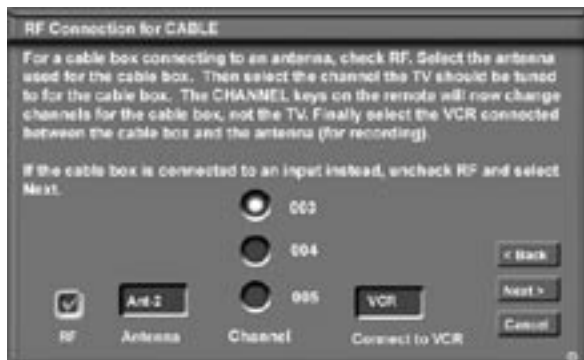 RF Connection for CABLE
For a cable box connecting to an antenna, check RF. Select the antenna
used for the cable box. Then select the channel the TV should be tuned
to for the cable box. The CHANNEL keys on the remote will now change
channels for the cable box, not the TV. Finally select the VCR connected
between the cable box and the antenna (for recording).
If the cable box is connected to an input instead, uncheck RF and select
Next.
003
004
< Back
Ant-2
005
VCR
Next >
RF
Antenna
Channel
Connect to VCR
Cancel